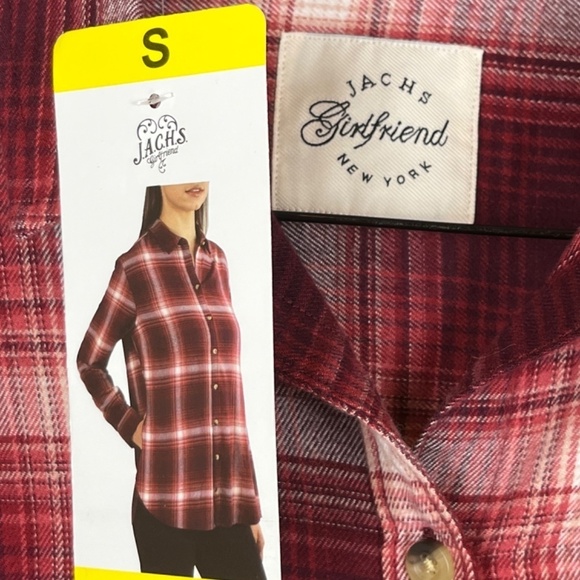 S
J.A.C.H.S.
Girlfriend
JACHS
Girlfriend
NEW YORK